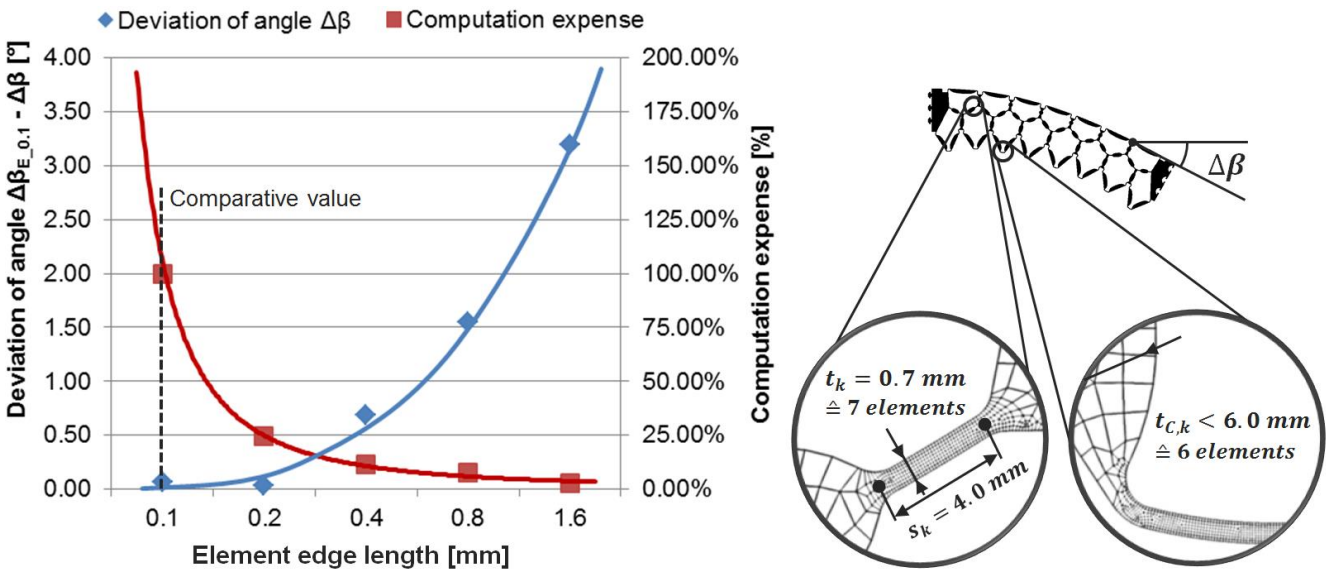 Deviation of angle Δβ
Computation expense
Deviation of angle Δβ_E_0.1 - Δβ [°]
4.00
3.50
3.00
2.50
2.00
1.50
1.00
0.50
0.00
200.00%
175.00%
150.00%
125.00%
100.00%
75.00%
50.00%
25.00%
0.00%
Computation expense [%]
Comparative value
0.1 0.2 0.4 0.8 1.6
Element edge length [mm]
Δβ
t_k = 0.7 mm
≙ 7 elements
s_k = 4.0 mm
t_C,k < 6.0 mm
≙ 6 elements